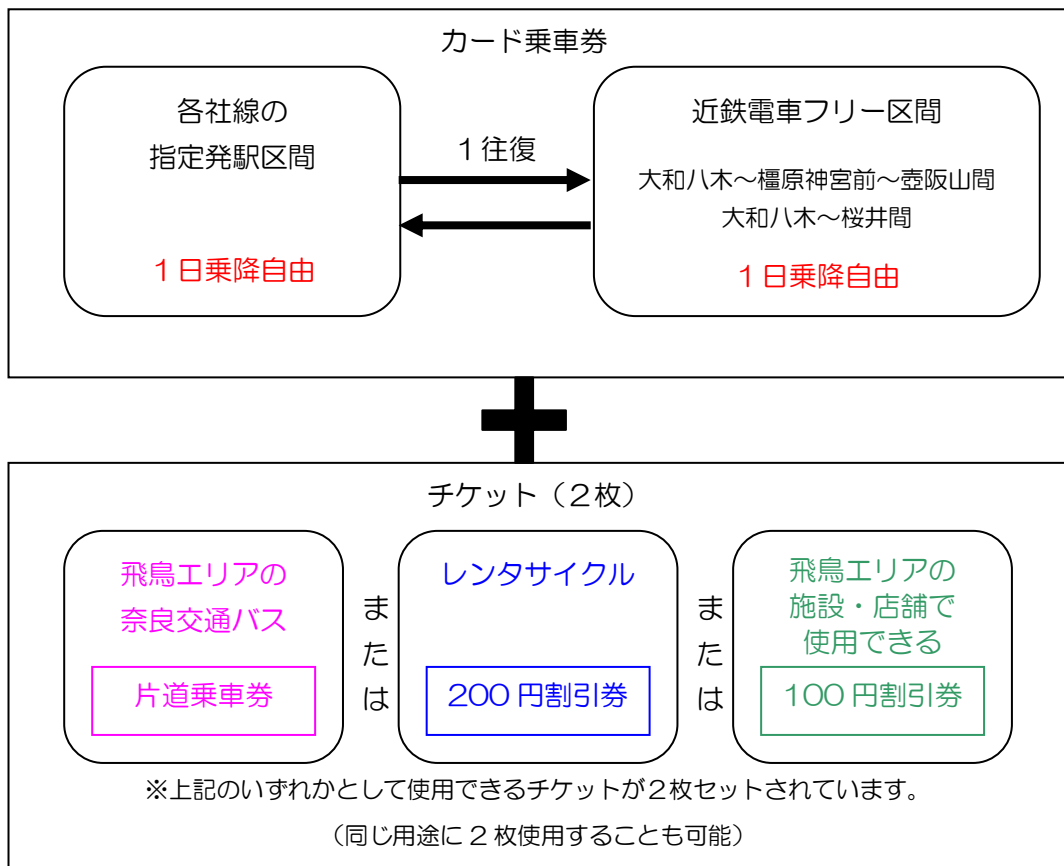 カード乗車券
各社線の
指定発駅区間
1日乗降自由
1往復
近鉄電車フリー区間
大和八木～橿原神宮前～壺阪山間
大和八木～桜井間
1日乗降自由
チケット（2枚）
飛鳥エリアの
奈良交通バス
片道乗車券
または
レンタサイクル
200円割引券
または
飛鳥エリアの
施設・店舗で
使用できる
100円割引券
※上記のいずれかとして使用できるチケットが2枚セットされています。
（同じ用途に2枚使用することも可能）